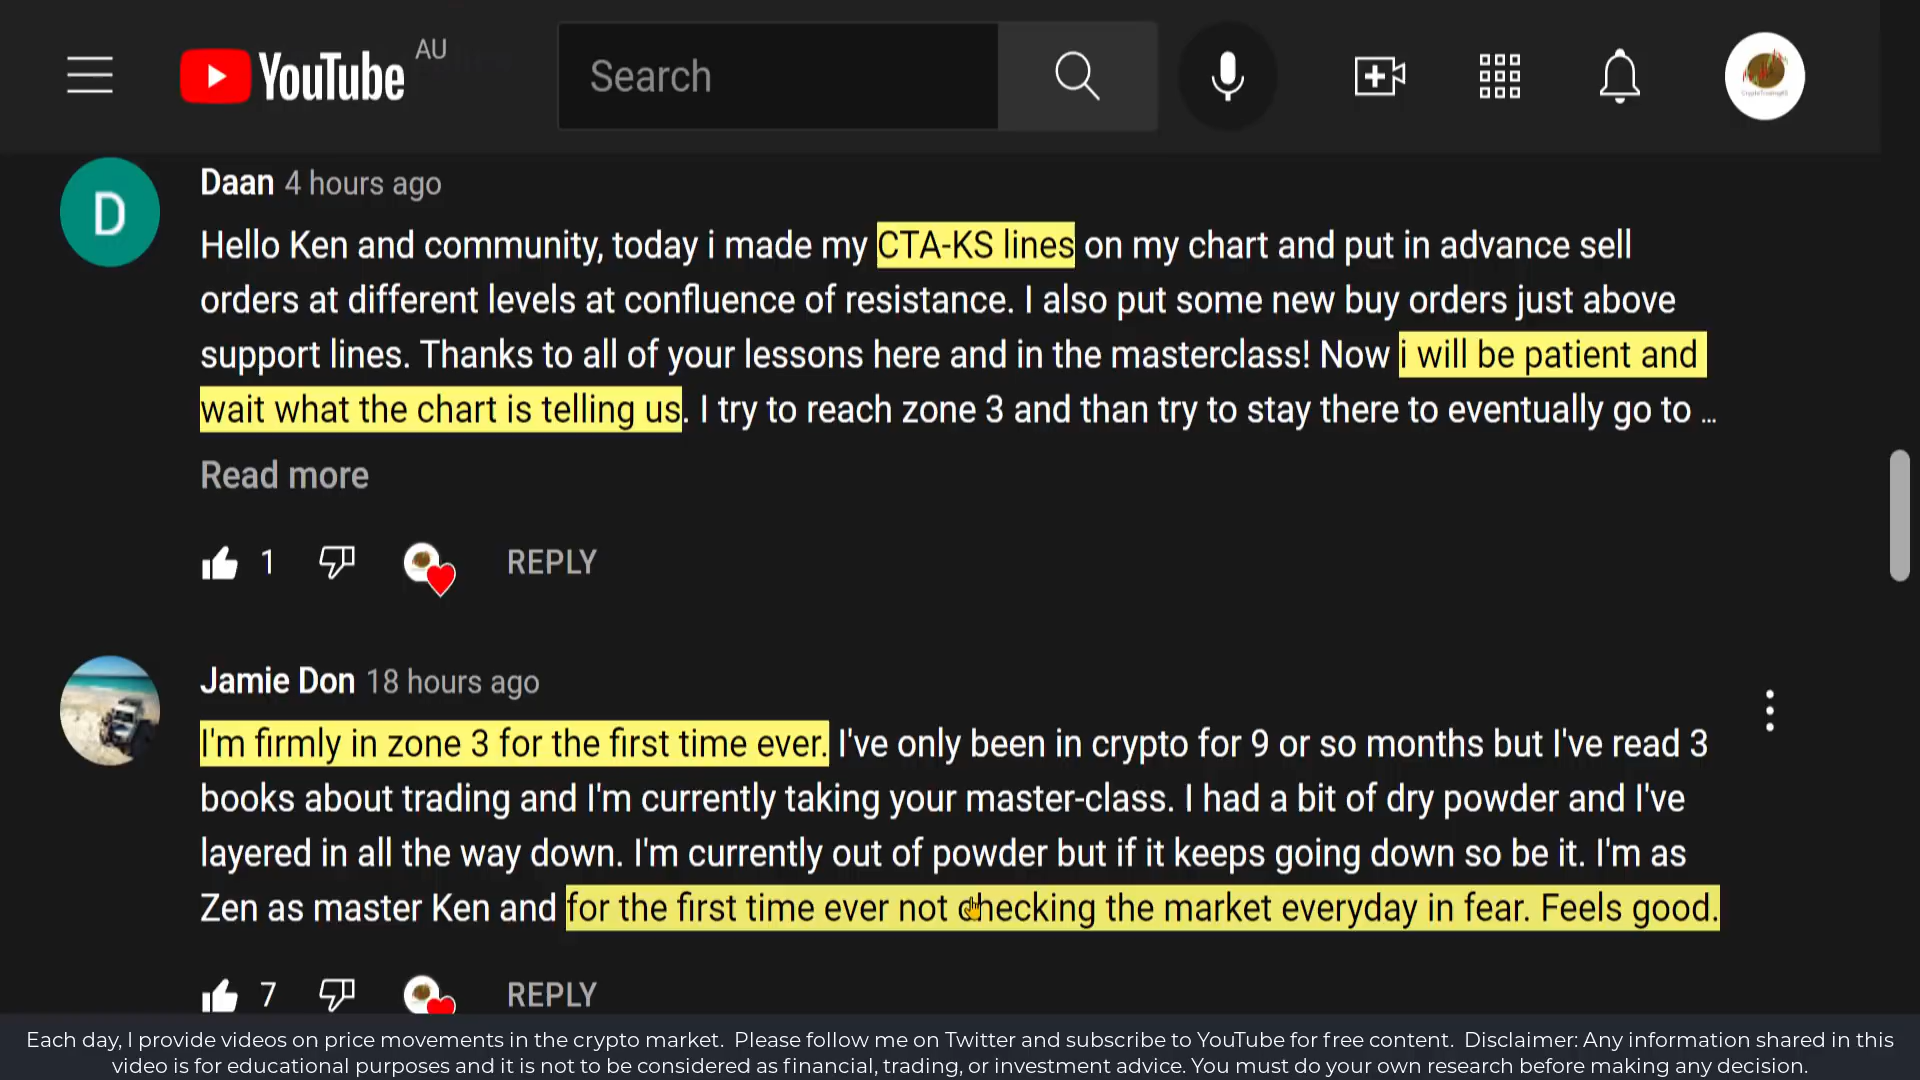 YouTube AU
Search
Daan 4 hours ago
Hello Ken and community, today i made my CTA-KS lines on my chart and put in advance sell
orders at different levels at confluence of resistance. I also put some new buy orders just above
support lines. Thanks to all of your lessons here and in the masterclass! Now i will be patient and
wait what the chart is telling us. I try to reach zone 3 and than try to stay there to eventually go to ...
Read more
1 REPLY
D
Jamie Don 18 hours ago
I'm firmly in zone 3 for the first time ever. I've only been in crypto for 9 or so months but I've read 3
books about trading and I'm currently taking your master-class. I had a bit of dry powder and I've
layered in all the way down. I'm currently out of powder but if it keeps going down so be it. I'm as
Zen as master Ken and for the first time ever not checking the market everyday in fear. Feels good.
7 REPLY
Each day, I provide videos on price movements in the crypto market. Please follow me on Twitter and subscribe to YouTube for free content. Disclaimer: Any information shared in this
video is for educational purposes and it is not to be considered as financial, trading, or investment advice. You must do your own research before making any decision.